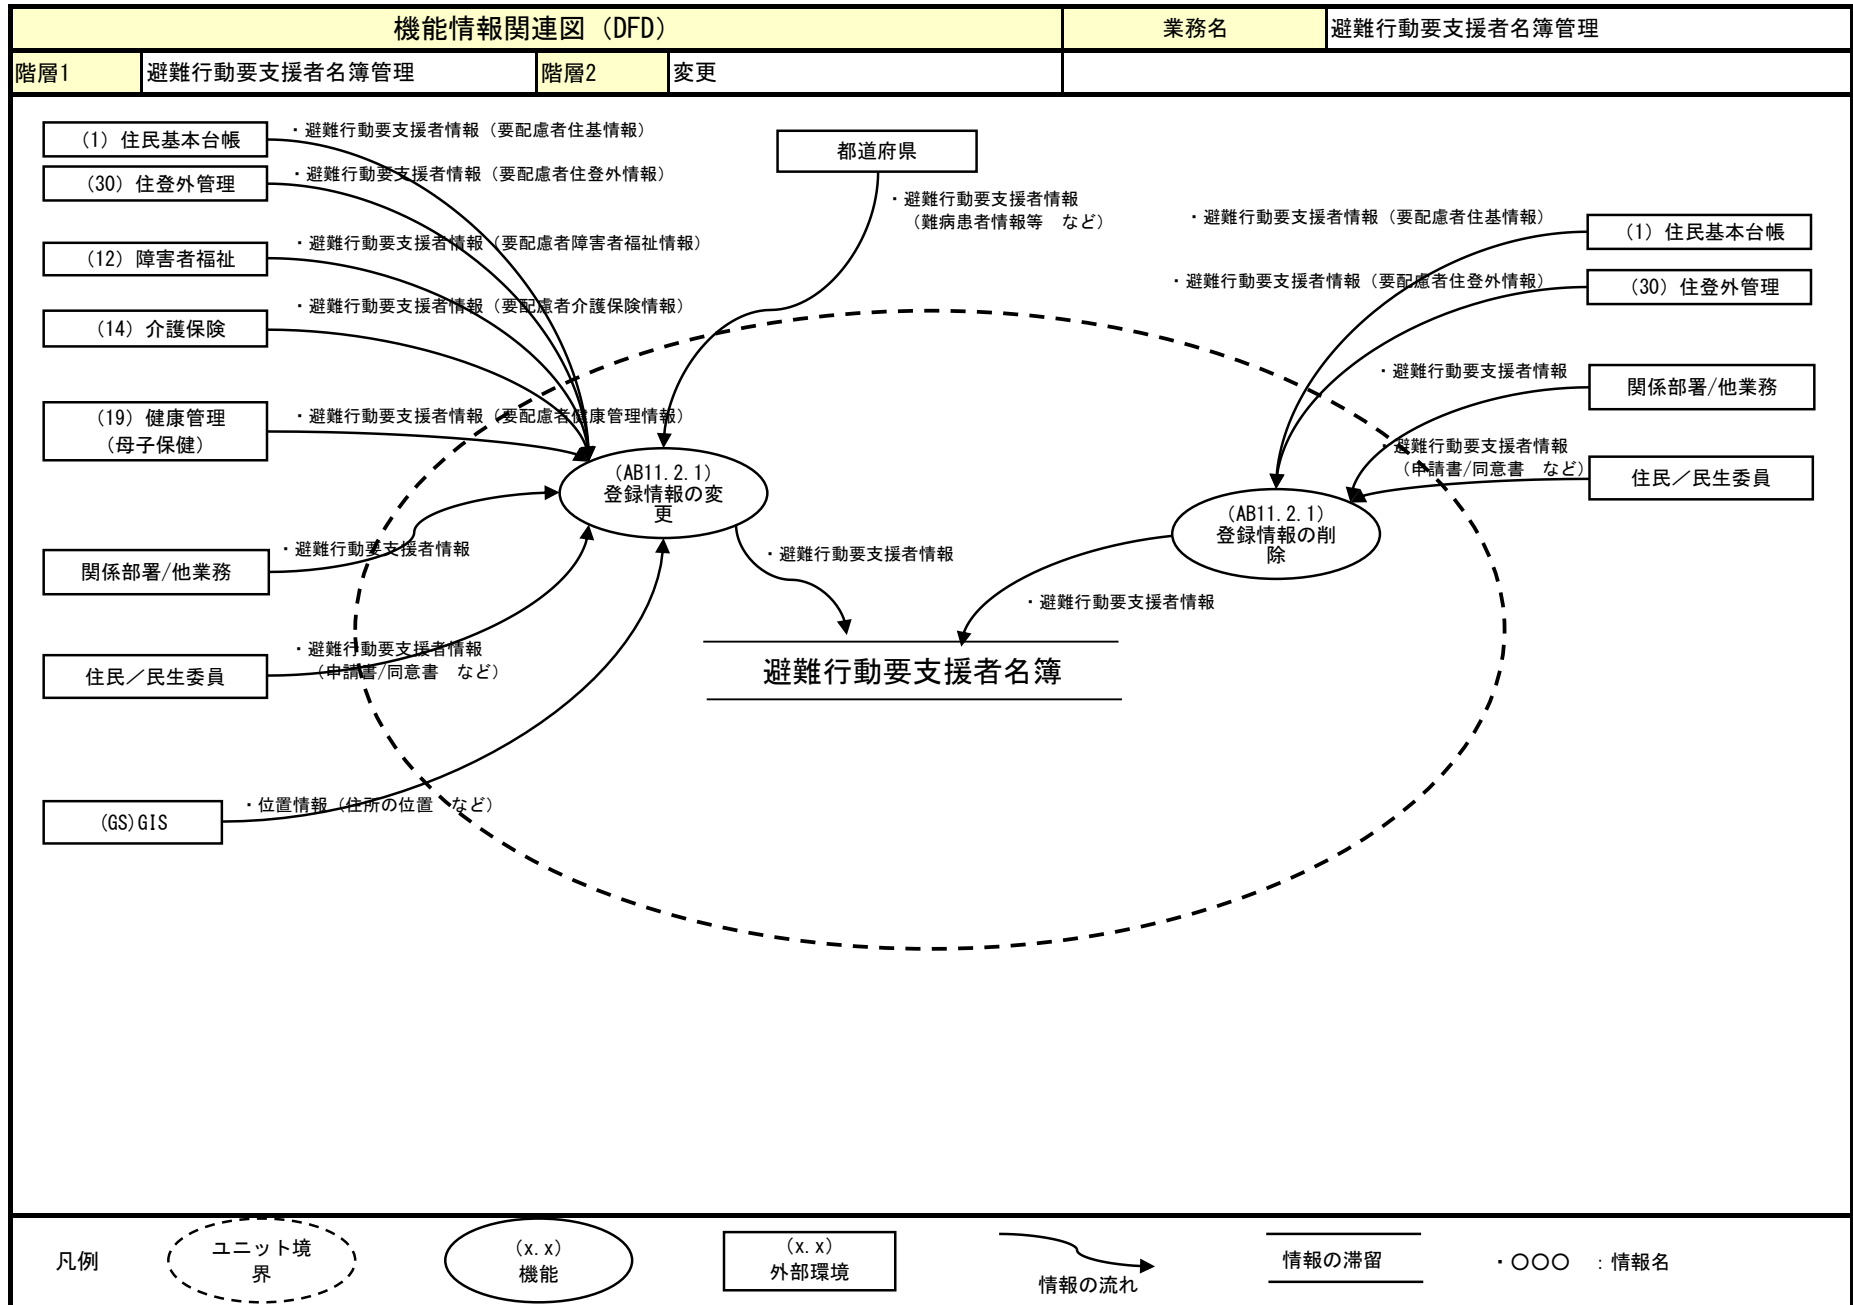 機能情報関連図（DFD）
業務名
避難行動要支援者名簿管理
階層1
避難行動要支援者名簿管理
階層2
変更
(1) 住民基本台帳
・避難行動要支援者情報（要配慮者住基情報）
(30) 住登外管理
・避難行動要支援者情報（要配慮者住登外情報）
(12) 障害者福祉
・避難行動要支援者情報（要配慮者障害者福祉情報）
(14) 介護保険
・避難行動要支援者情報（要配慮者介護保険情報）
(19) 健康管理
（母子保健）
・避難行動要支援者情報（要配慮者健康管理情報）
関係部署/他業務
・避難行動要支援者情報
住民／民生委員
・避難行動要支援者情報
（申請書/同意書　など）
(GS)GIS
・位置情報（住所の位置　など）
都道府県
・避難行動要支援者情報
（難病患者情報等　など）
(AB11.2.1)
登録情報の変
更
・避難行動要支援者情報
・避難行動要支援者情報（要配慮者住基情報）
(1) 住民基本台帳
・避難行動要支援者情報（要配慮者住登外情報）
(30) 住登外管理
・避難行動要支援者情報
関係部署/他業務
・避難行動要支援者情報
（申請書/同意書　など）
住民／民生委員
(AB11.2.1)
登録情報の削
除
・避難行動要支援者情報
避難行動要支援者名簿
凡例
ユニット境
界
(x.x)
機能
(x.x)
外部環境
情報の流れ
情報の滞留
・〇〇〇　：情報名